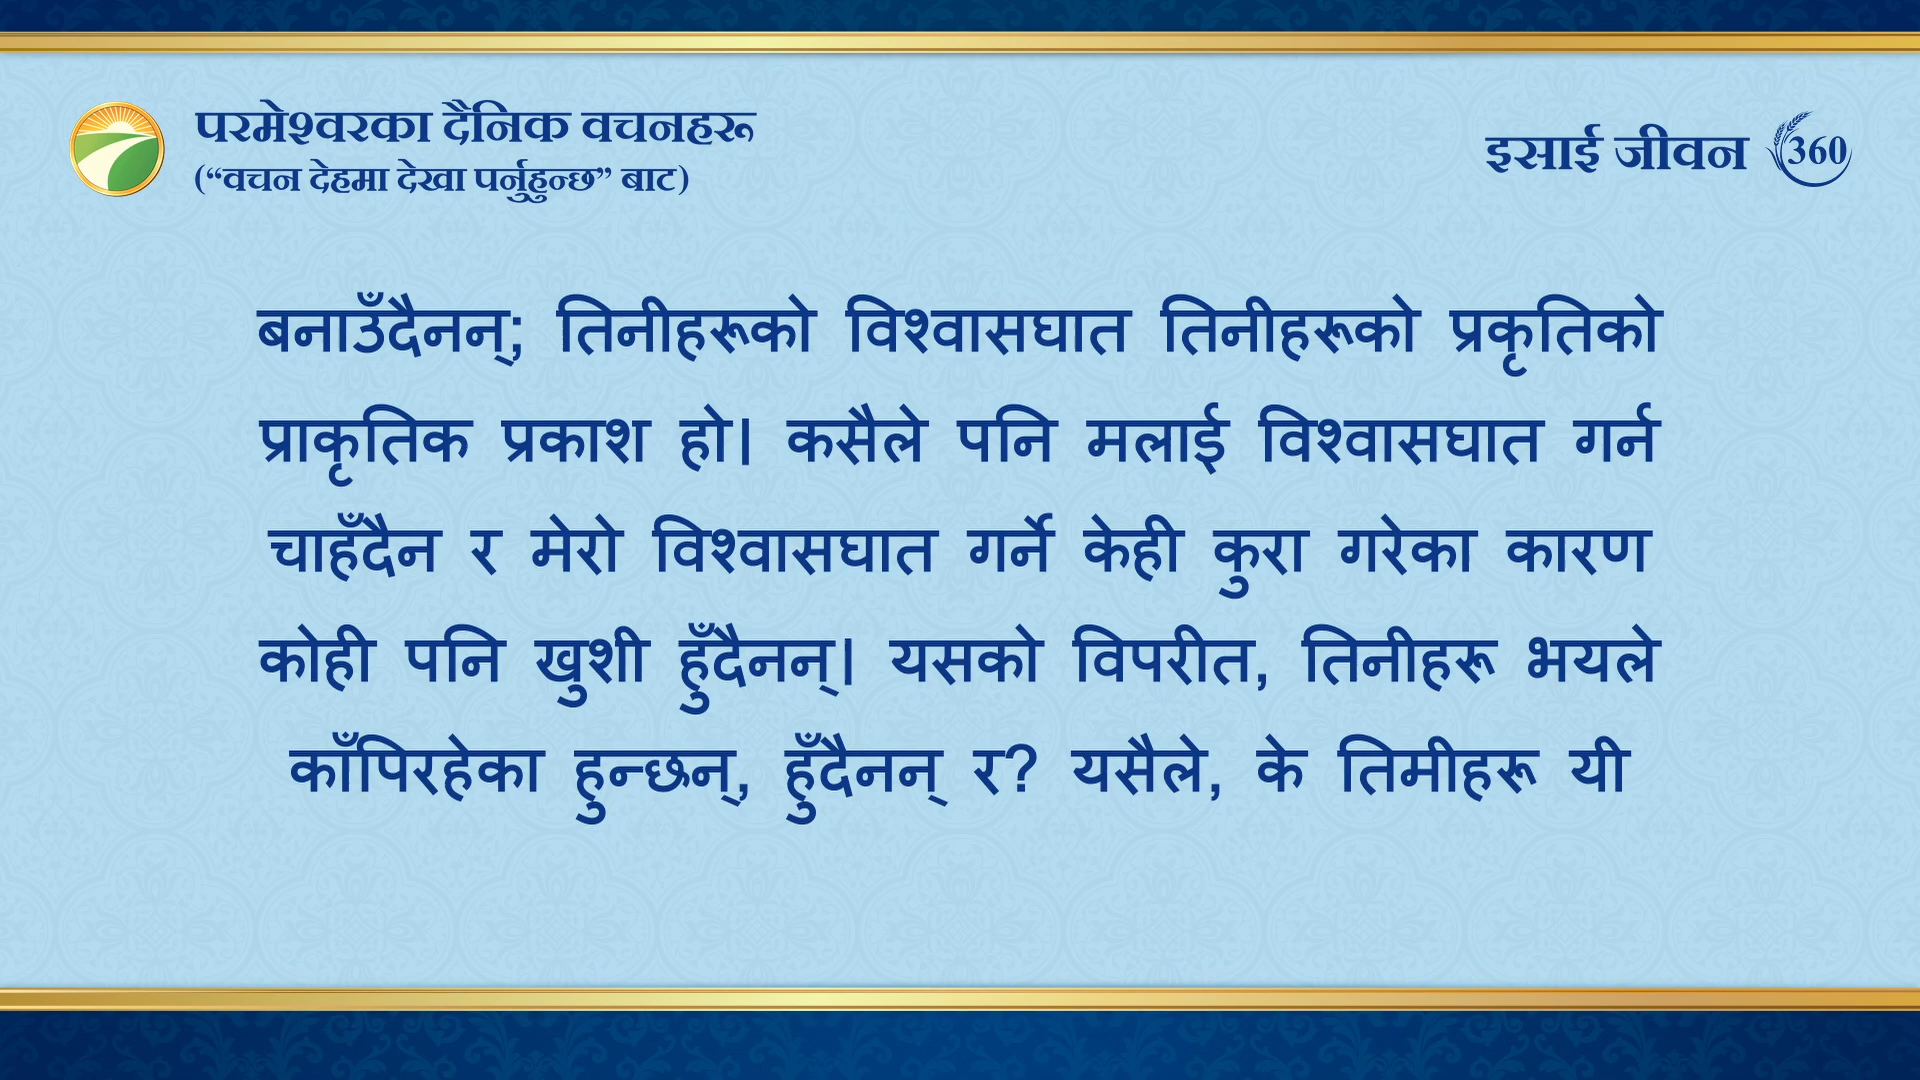 परमेश्वरका दैनिक वचनहरू
(“वचन देहमा देखा पर्नुहुन्छ” बाट)
इसाई जीवन 360
बनाउँदैनन्; तिनीहरूको विश्वासघात तिनीहरूको प्रकृतिको
प्राकृतिक प्रकाश हो। कसैले पनि मलाई विश्वासघात गर्न
चाहँदैन र मेरो विश्वासघात गर्ने केही कुरा गरेका कारण
कोही पनि खुशी हुँदैनन्। यसको विपरीत, तिनीहरू भयले
काँपिरहेका हुन्छन्, हुँदैनन् र? यसैले, के तिमीहरू यी